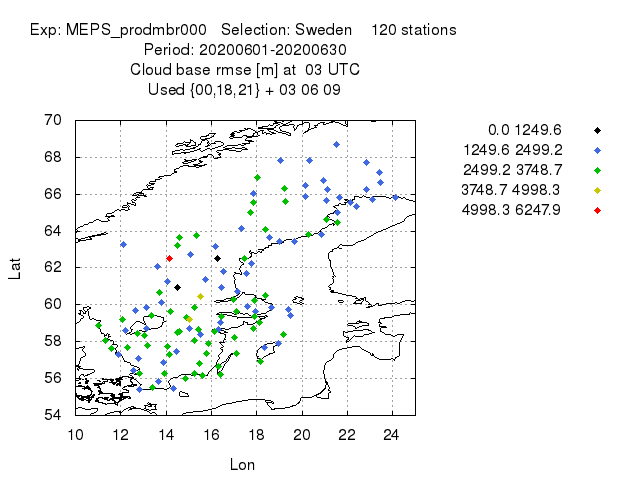 Exp: MEPS_prodmbr000 Selection: Sweden 120 stations
Period: 20200601-20200630
Cloud base rmse [m] at 03 UTC
Used {00,18,21} + 03 06 09
0.0 1249.6
1249.6 2499.2
2499.2 3748.7
3748.7 4998.3
4998.3 6247.9
70
68
66
64
62
60
58
56
54
Lat
10 12 14 16 18 20 22 24
Lon